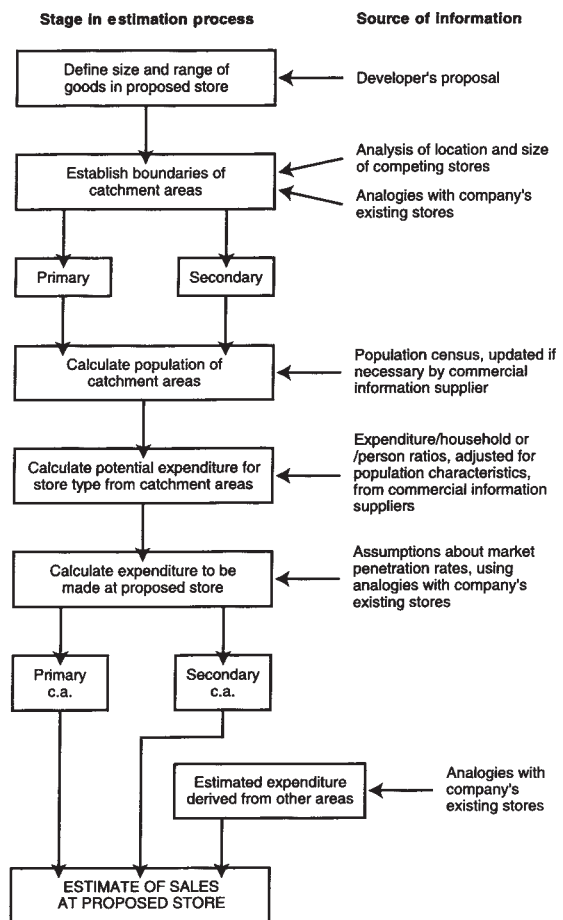 Stage in estimation process
Source of information
Define size and range of
goods in proposed store
Developer's proposal
Establish boundaries of
catchment areas
Analysis of location and size
of competing stores
Analogies with company's
existing stores
Primary
Secondary
Calculate population of
catchment areas
Population census, updated if
necessary by commercial
information supplier
Calculate potential expenditure for
store type from catchment areas
Expenditure/household or
/person ratios, adjusted for
population characteristics,
from commercial information
suppliers
Calculate expenditure to be
made at proposed store
Assumptions about market
penetration rates, using
analogies with company's
existing stores
Primary
c.a.
Secondary
c.a.
Estimated expenditure
derived from other areas
Analogies with
company's
existing stores
ESTIMATE OF SALES
AT PROPOSED STORE